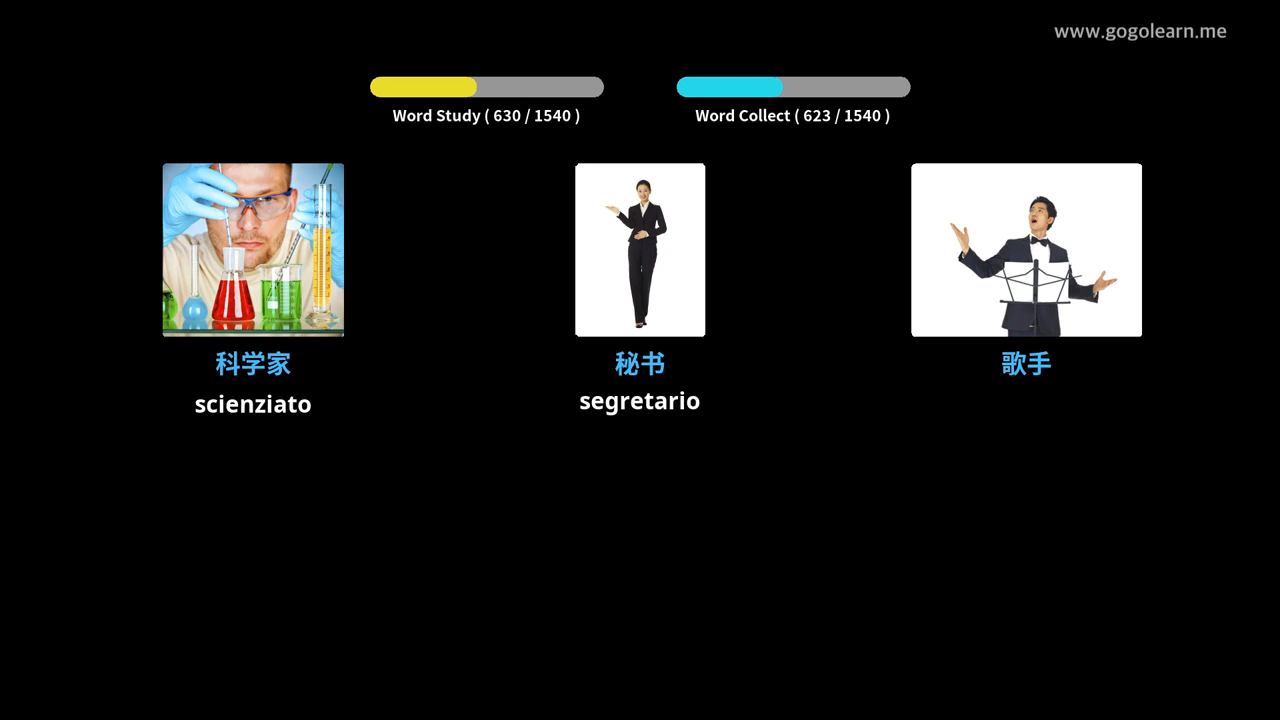 www.gogolearn.me
Word Study ( 630 / 1540 )
Word Collect ( 623 / 1540 )
科学家
秘书
歌手
scienziato
segretario